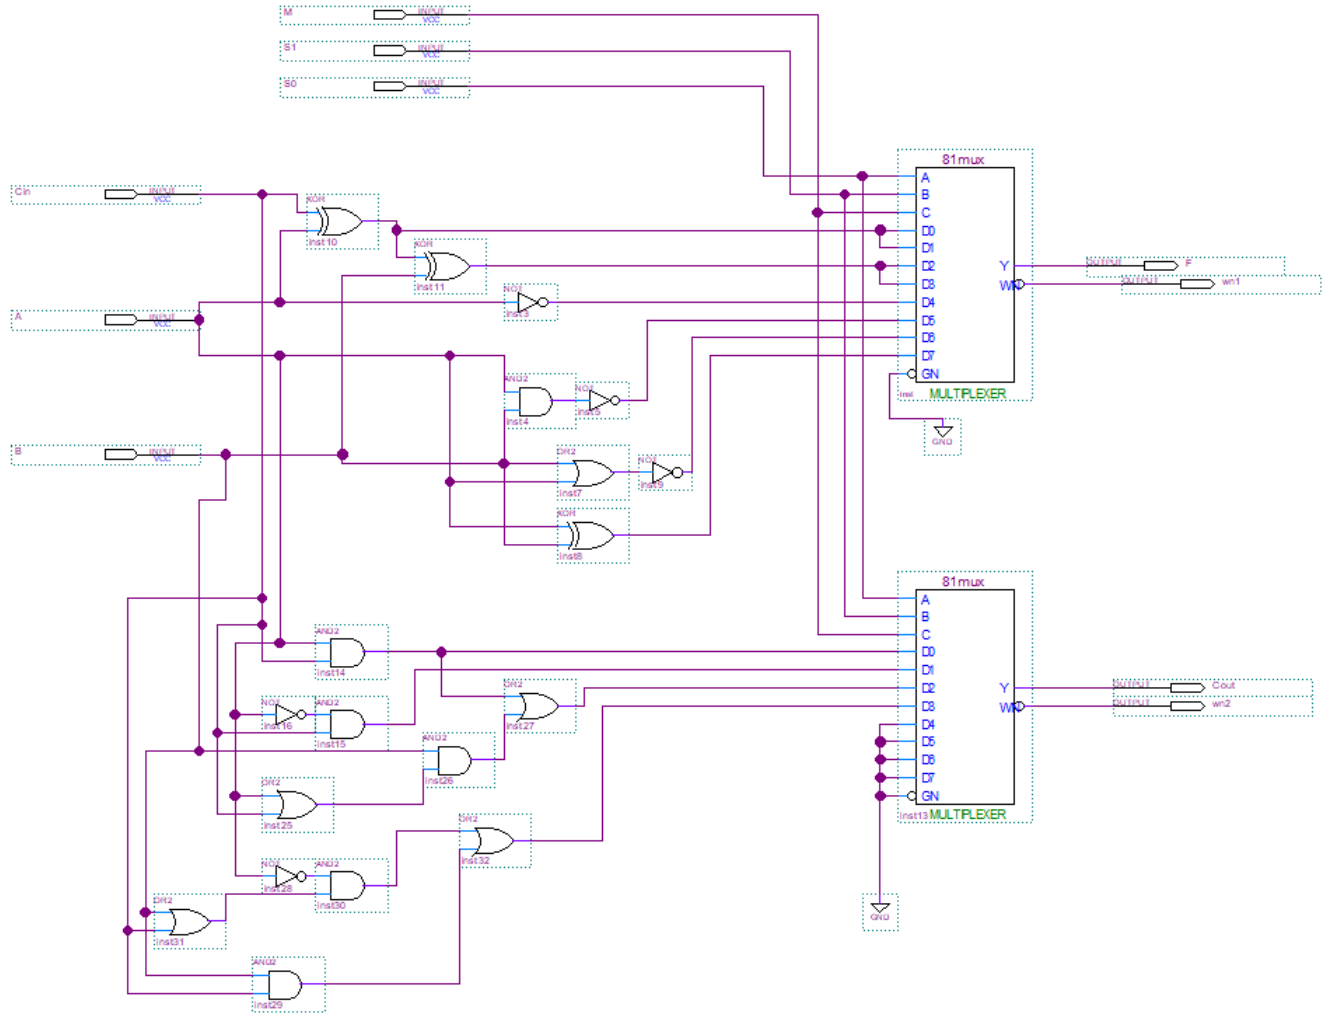 M INPUT VCC
S1 INPUT VCC
S0 INPUT VCC
81mux
Cin INPUT VCC
XOR
inst10
A
B
C
D0
D1
D2
D3
D4
D5
D6
D7
GN
Y
WN
OUTPUT F
OUTPUT wn1
inst
MULTIPLEXER
GND
XOR
inst11
NOT
inst3
A INPUT VCC
AND2
inst4
NOT
inst5
B INPUT VCC
OR2
inst7
NOT
inst9
XOR
inst8
81mux
A
B
C
D0
D1
D2
D3
D4
D5
D6
D7
GN
Y
WN
OUTPUT Cout
OUTPUT wn2
inst13
MULTIPLEXER
GND
AND2
inst14
NOT
inst16
AND2
inst15
OR2
inst27
AND2
inst26
OR2
inst25
OR2
inst32
NOT
inst28
AND2
inst30
OR2
inst31
AND2
inst29